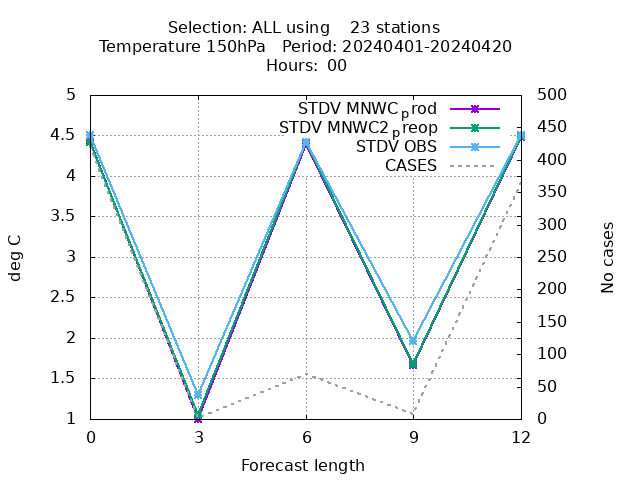 Selection: ALL using    23 stations
Temperature 150hPa   Period: 20240401-20240420
Hours: 00
5 500
STDV MNWCprod
STDV MNWC2preop
STDV OBS
CASES
4.5 450
4 400
3.5 350
3 300
2.5 250
2 200
1.5 150
1 100
50
0
deg C
No cases
0 3 6 9 12
Forecast length